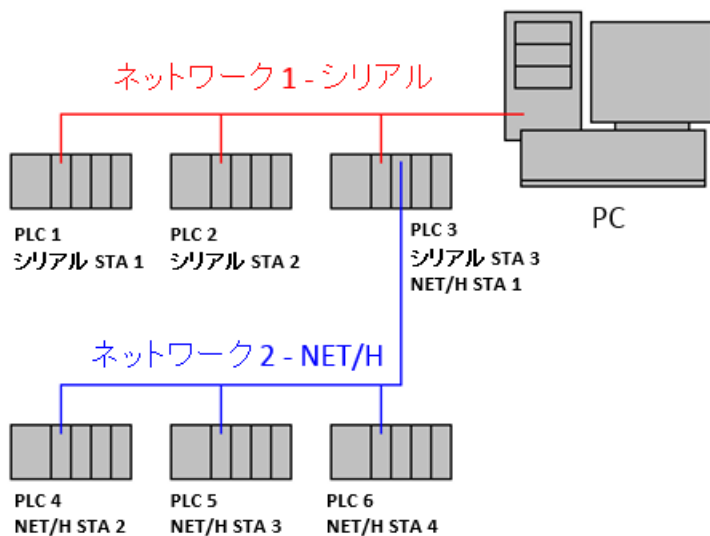 ネットワーク1 - シリアル
PC
PLC 1
シリアル STA 1
PLC 2
シリアル STA 2
PLC 3
シリアル STA 3
NET/H STA 1
ネットワーク2 - NET/H
PLC 4
NET/H STA 2
PLC 5
NET/H STA 3
PLC 6
NET/H STA 4